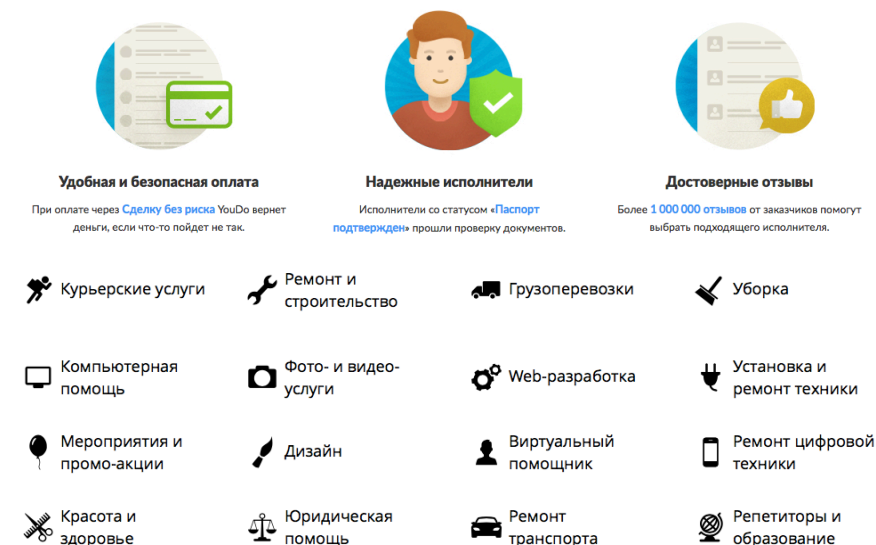 Удобная и безопасная оплата
При оплате через Сделку без риска YouDo вернет
деньги, если что-то пойдет не так.
Надежные исполнители
Исполнители со статусом «Паспорт
подтвержден» прошли проверку документов.
Достоверные отзывы
Более 1 000 000 отзывов от заказчиков помогут
выбрать подходящего исполнителя.
Курьерские услуги
Ремонт и
строительство
Грузоперевозки
Уборка
Компьютерная
помощь
Фото- и видео-
услуги
Web-разработка
Установка и
ремонт техники
Мероприятия и
промо-акции
Дизайн
Виртуальный
помощник
Ремонт цифровой
техники
Красота и
здоровье
Юридическая
помощь
Ремонт
транспорта
Репетиторы и
образование